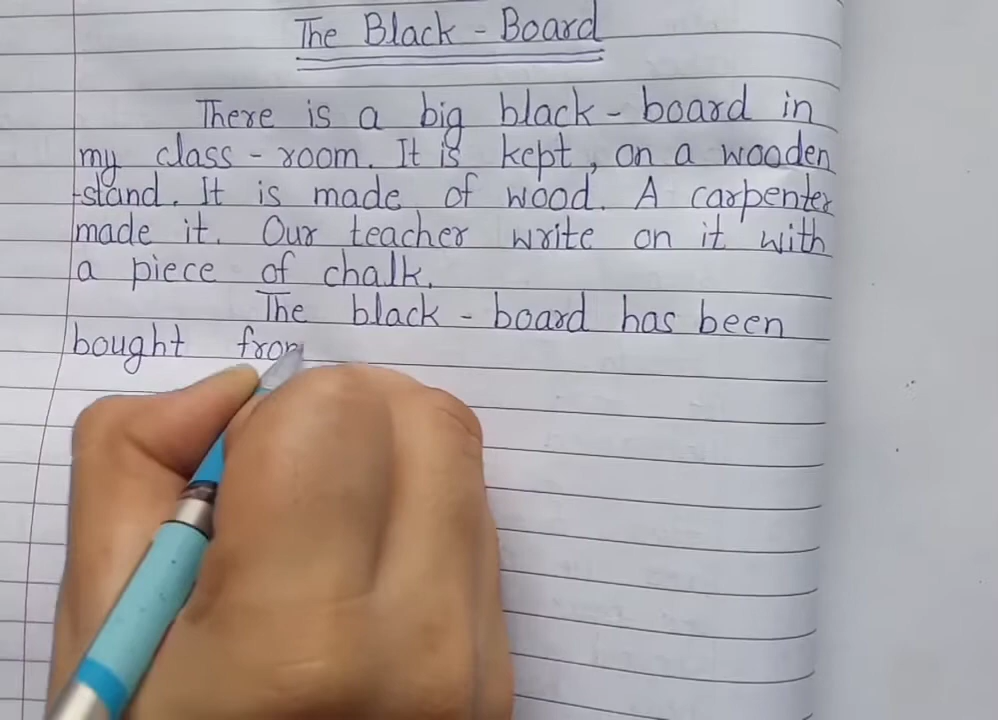 The Black - Board
There is a big black - board in
my class - room. It is kept, on a wooden
stand. It is made of wood. A carpenter
made it. Our teacher write on it with
a piece of chalk.
The black - board has been
bought from